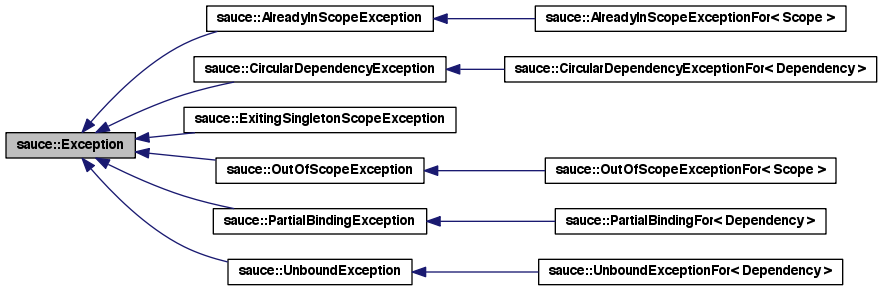 sauce::AlreadyInScopeException
sauce::AlreadyInScopeExceptionFor< Scope >
sauce::CircularDependencyException
sauce::CircularDependencyExceptionFor< Dependency >
sauce::ExitingSingletonScopeException
sauce::Exception
sauce::OutOfScopeException
sauce::OutOfScopeExceptionFor< Scope >
sauce::PartialBindingException
sauce::PartialBindingFor< Dependency >
sauce::UnboundException
sauce::UnboundExceptionFor< Dependency >